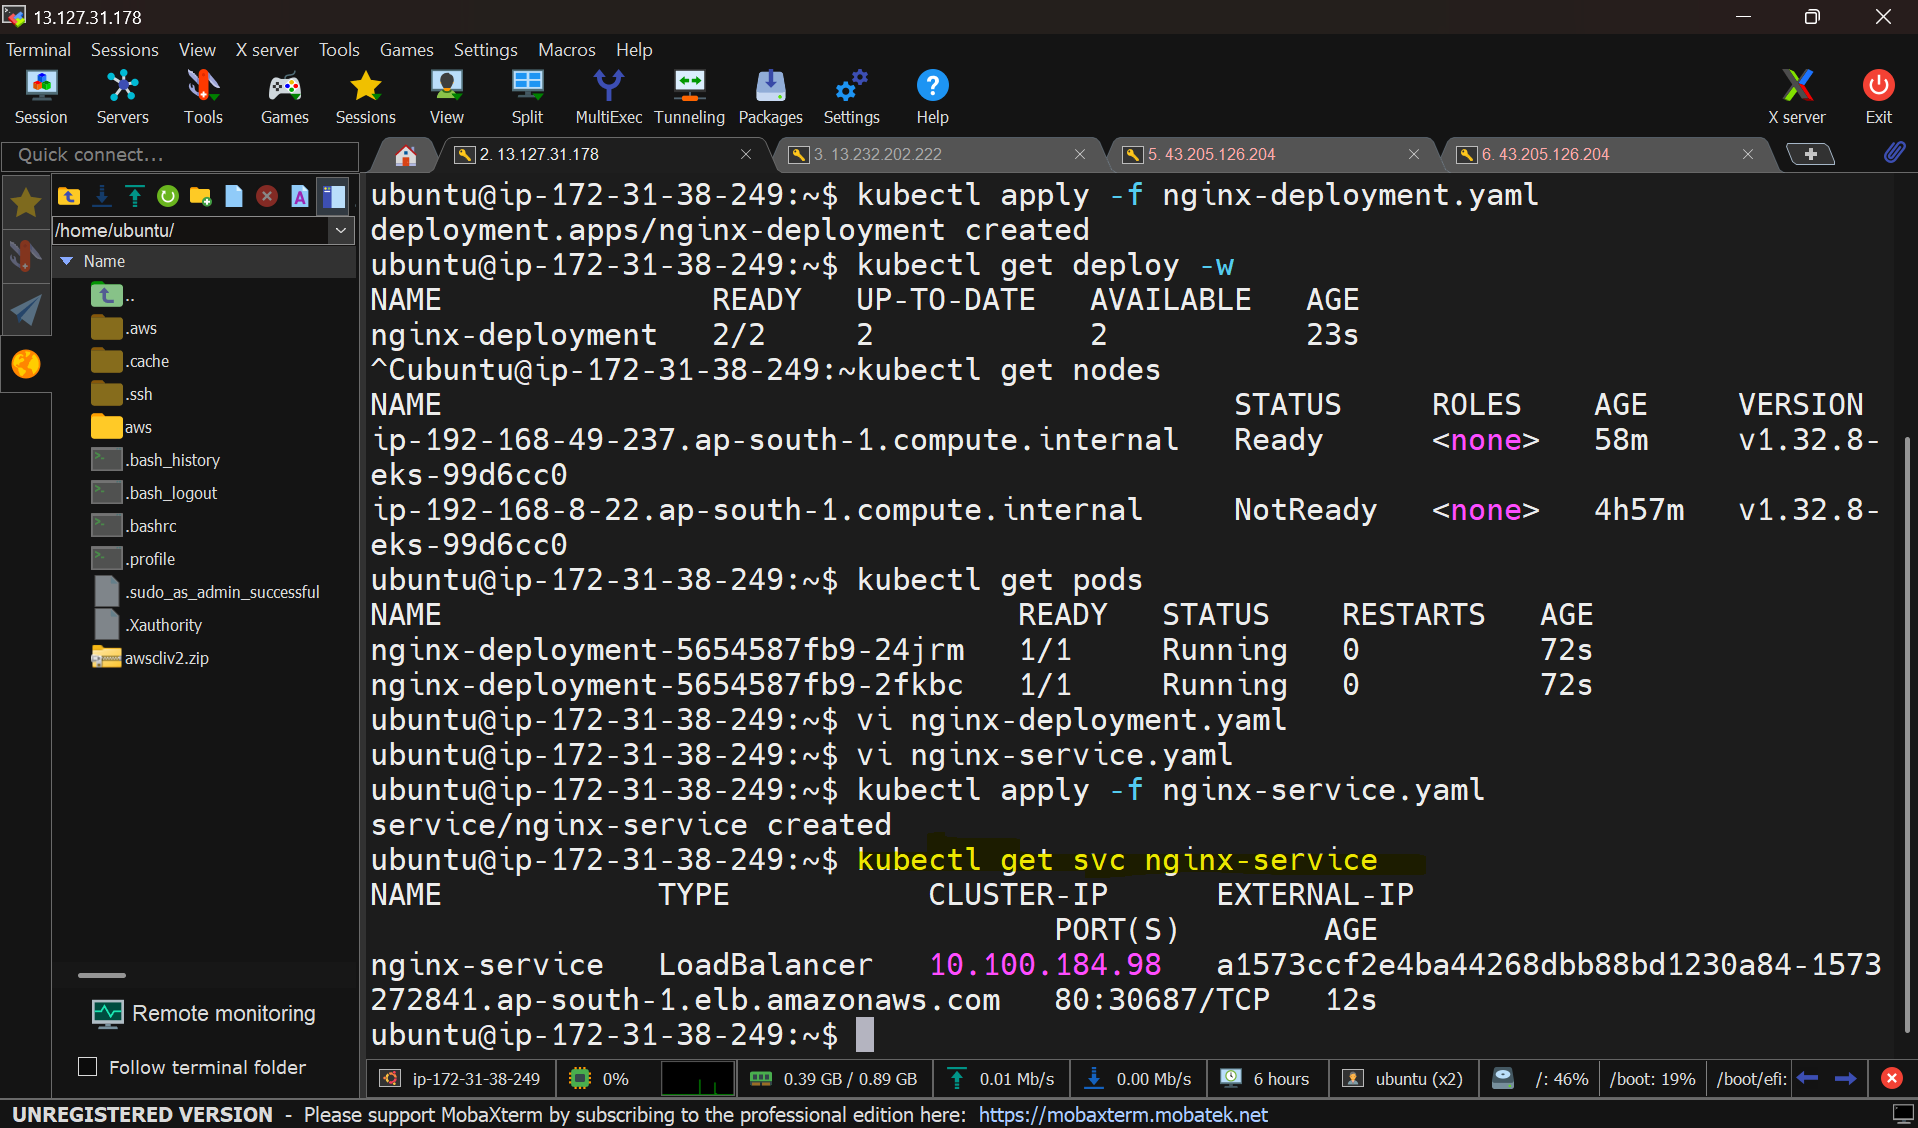 13.127.31.178
Terminal Sessions View X server Tools Games Settings Macros Help
Session Servers Tools Games Sessions View Split MultiExec Tunneling Packages Settings Help X server Exit
Quick connect...
2. 13.127.31.178
3. 13.232.202.222
5. 43.205.126.204
6. 43.205.126.204
/home/ubuntu/
Name
..
.aws
.cache
.ssh
aws
.bash_history
.bash_logout
.bashrc
.profile
.sudo_as_admin_successful
.Xauthority
awscliv2.zip
Remote monitoring
Follow terminal folder
ubuntu@ip-172-31-38-249:~$ kubectl apply -f nginx-deployment.yaml
deployment.apps/nginx-deployment created
ubuntu@ip-172-31-38-249:~$ kubectl get deploy -w
NAME READY UP-TO-DATE AVAILABLE AGE
nginx-deployment 2/2 2 2 23s
^Cubuntu@ip-172-31-38-249:~kubectl get nodes
NAME STATUS ROLES AGE VERSION
ip-192-168-49-237.ap-south-1.compute.internal Ready <none> 58m v1.32.8-
eks-99d6cc0
ip-192-168-8-22.ap-south-1.compute.internal NotReady <none> 4h57m v1.32.8-
eks-99d6cc0
ubuntu@ip-172-31-38-249:~$ kubectl get pods
NAME READY STATUS RESTARTS AGE
nginx-deployment-5654587fb9-24jrm 1/1 Running 0 72s
nginx-deployment-5654587fb9-2fkbc 1/1 Running 0 72s
ubuntu@ip-172-31-38-249:~$ vi nginx-deployment.yaml
ubuntu@ip-172-31-38-249:~$ vi nginx-service.yaml
ubuntu@ip-172-31-38-249:~$ kubectl apply -f nginx-service.yaml
service/nginx-service created
ubuntu@ip-172-31-38-249:~$ kubectl get svc nginx-service
NAME TYPE CLUSTER-IP EXTERNAL-IP
PORT(S) AGE
nginx-service LoadBalancer 10.100.184.98 a1573ccf2e4ba44268dbb88bd1230a84-1573
272841.ap-south-1.elb.amazonaws.com 80:30687/TCP 12s
ubuntu@ip-172-31-38-249:~$
ip-172-31-38-249 0% 0.39 GB / 0.89 GB 0.01 Mb/s 0.00 Mb/s 6 hours ubuntu (x2) /: 46% /boot: 19% /boot/efi:
UNREGISTERED VERSION - Please support MobaXterm by subscribing to the professional edition here: https://mobaxterm.mobatek.net